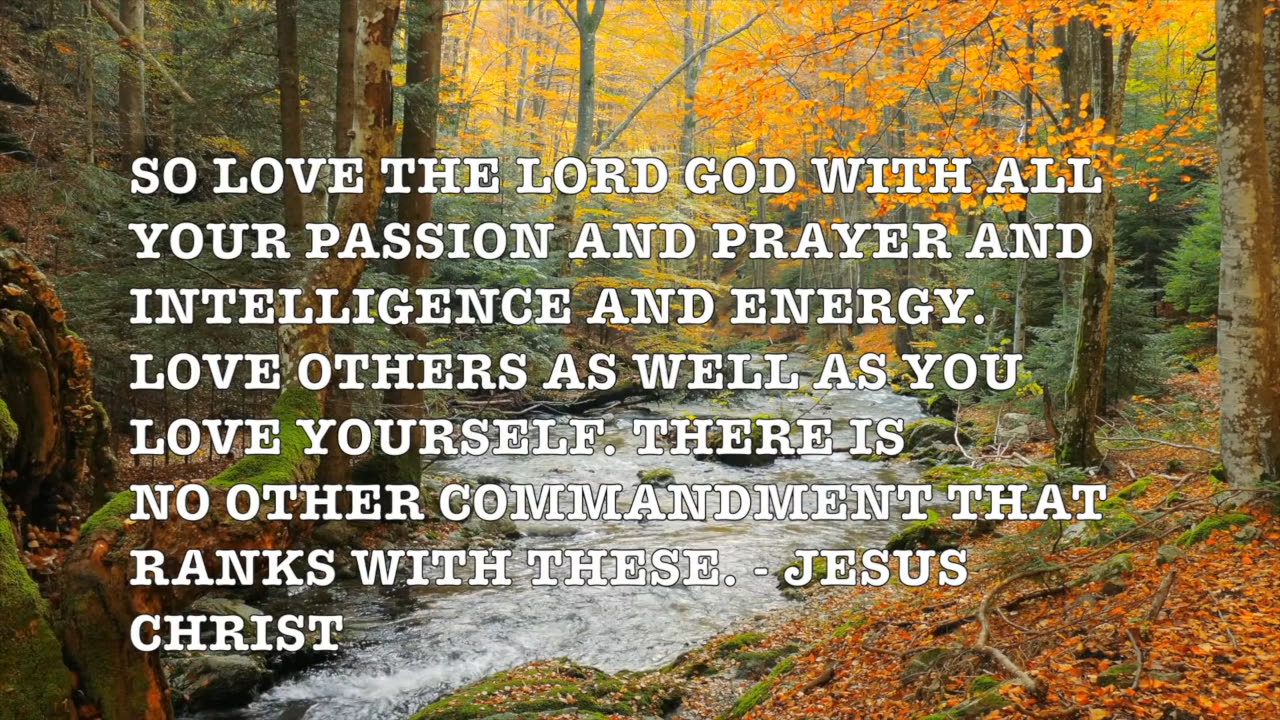 SO LOVE THE LORD GOD WITH ALL
YOUR PASSION AND PRAYER AND
INTELLIGENCE AND ENERGY.
LOVE OTHERS AS WELL AS YOU
LOVE YOURSELF. THERE IS
NO OTHER COMMANDMENT THAT
RANKS WITH THESE. - JESUS
CHRIST